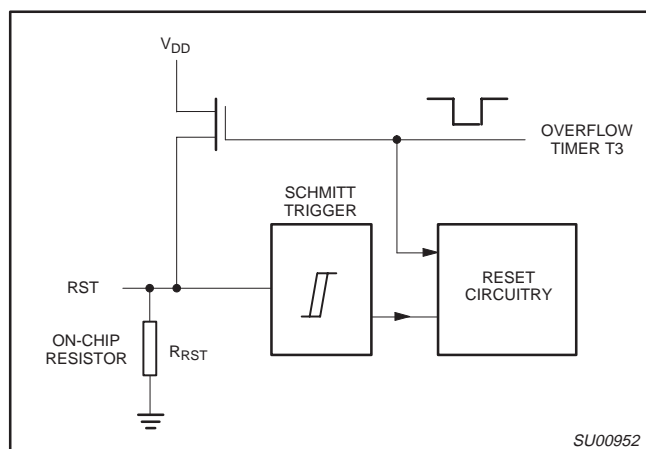 VDD
OVERFLOW
TIMER T3
SCHMITT
TRIGGER
RST
RESET
CIRCUITRY
ON-CHIP
RESISTOR
RRST
SU00952